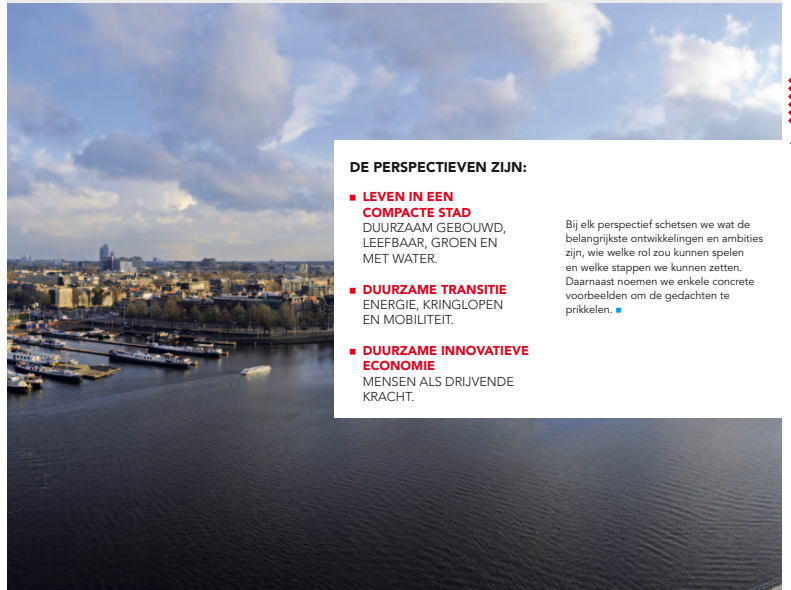 DE PERSPECTIEVEN ZIJN:
LEVEN IN EEN
COMPACTE STAD
DUURZAAM GEBOUWD,
LEEFBAAR, GROEN EN
MET WATER.
DUURZAME TRANSITIE
ENERGIE, KRINGLOPEN
EN MOBILITEIT.
DUURZAME INNOVATIEVE
ECONOMIE
MENSEN ALS DRIJVENDE
KRACHT.
Bij elk perspectief schetsen we wat de
belangrijkste ontwikkelingen en ambities
zijn, wie welke rol zou kunnen spelen
en welke stappen we kunnen zetten.
Daarnaast noemen we enkele concrete
voorbeelden om de gedachten te
prikkelen.